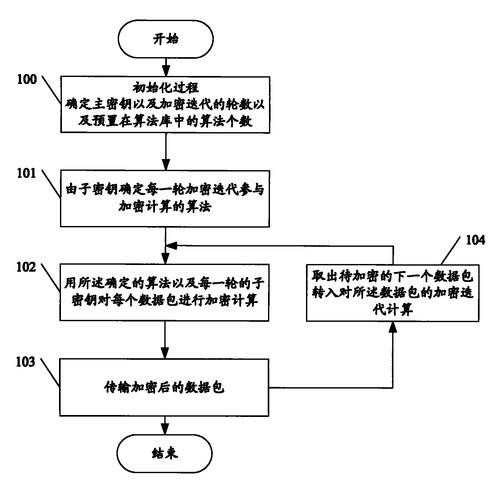 开始
100
初始化过程
确定主密钥以及加密迭代的轮数以
及预置在算法库中的算法个数
101
由子密钥确定每一轮加密迭代参与
加密计算的算法
104
102
用所述确定的算法以及每一轮的子
密钥对每个数据包进行加密计算
取出待加密的下一个数据包
转入对所述数据包的加密迭
代计算
103
传输加密后的数据包
结束